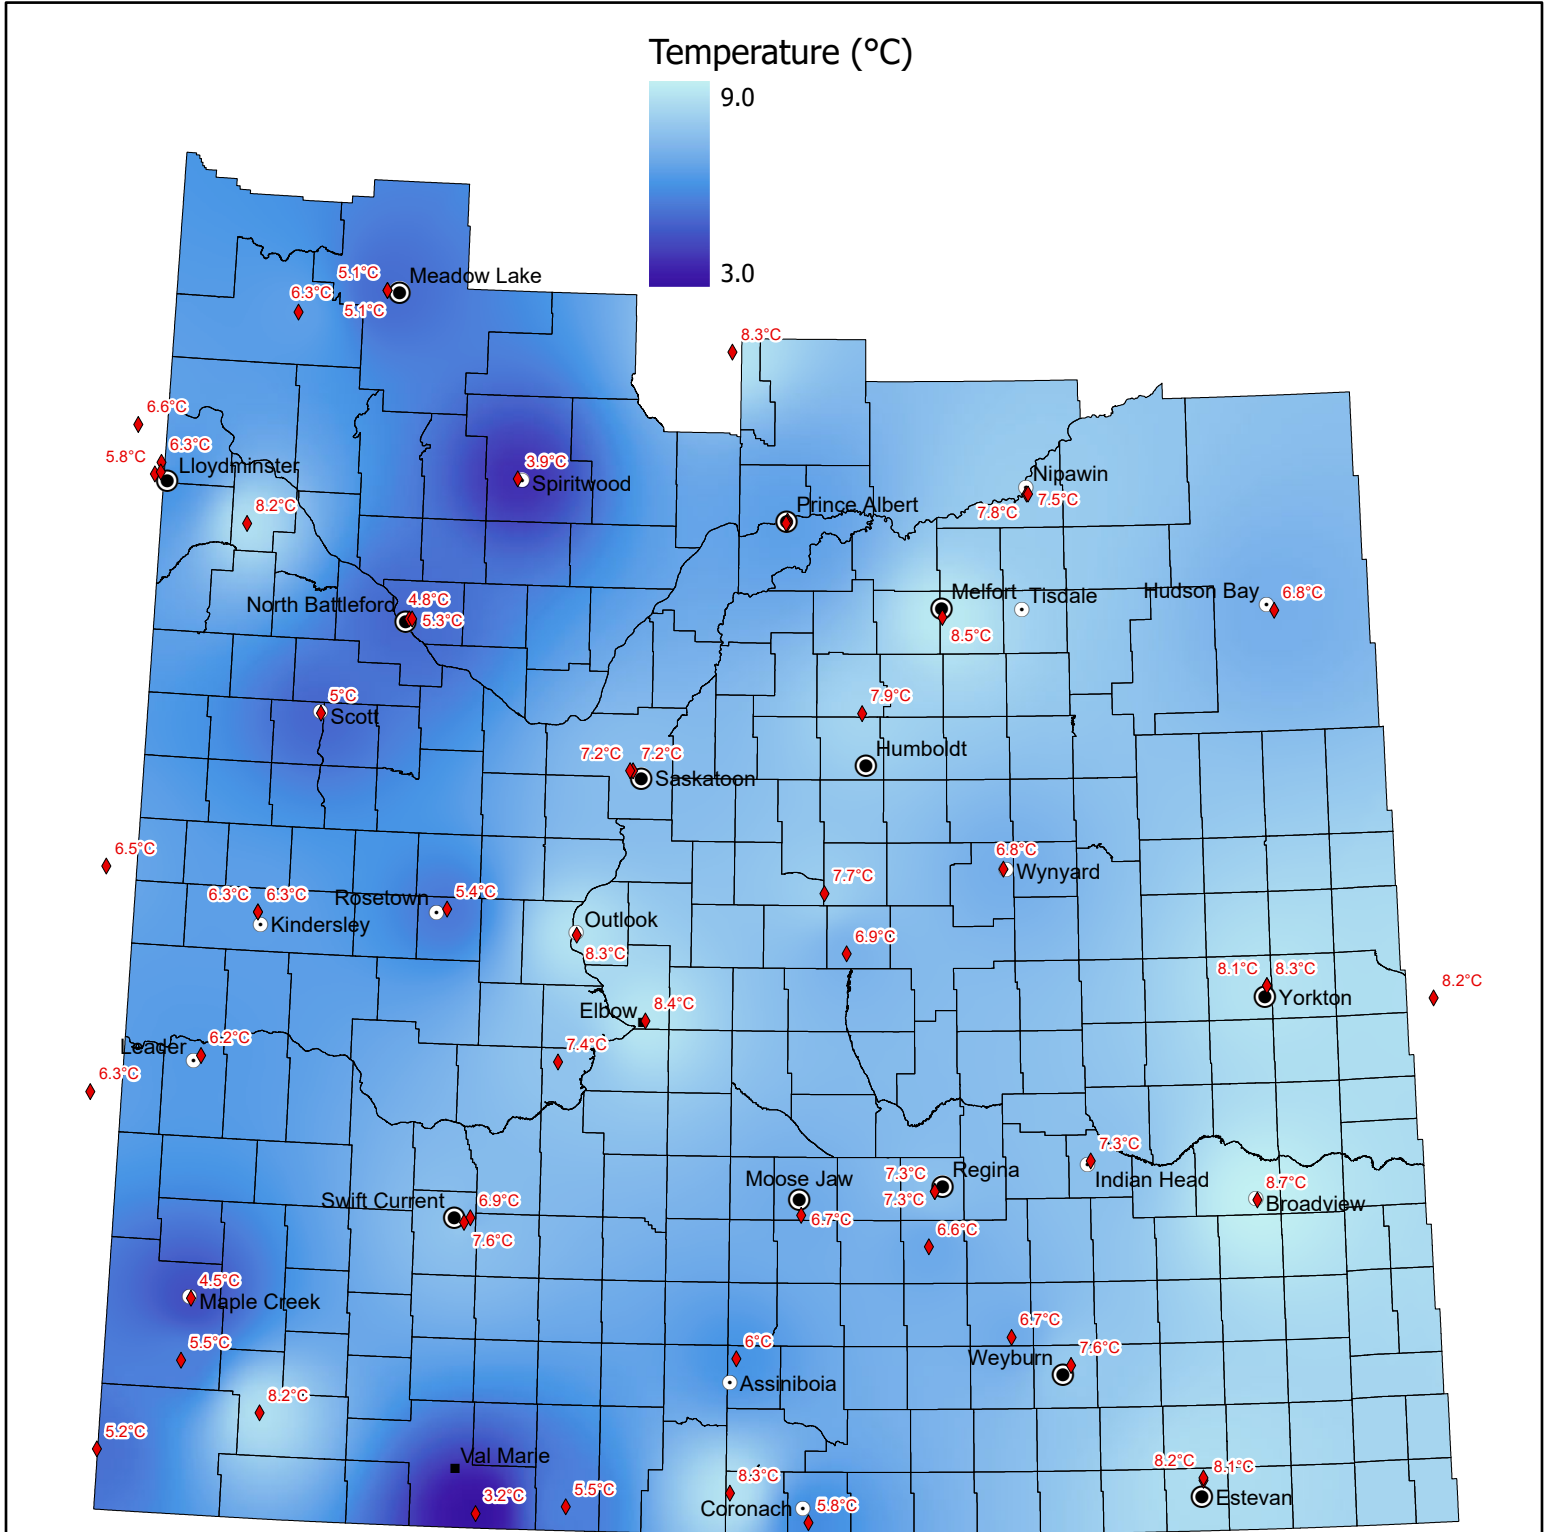 Temperature (°C)
9.0
3.0
5.1°C
Meadow Lake
6.3°C
5.1°C
8.3°C
6.6°C
6.3°C
5.8°C
Lloydminster
3.9°C
Spiritwood
Nipawin
7.5°C
7.8°C
8.2°C
Prince Albert
North Battleford
4.8°C
5.3°C
Melfort
Tisdale
8.5°C
Hudson Bay
6.8°C
5°C
Scott
7.9°C
Humboldt
7.2°C
7.2°C
Saskatoon
6.5°C
6.8°C
Wynyard
7.7°C
6.3°C
6.3°C
Kindersley
Rosetown
5.4°C
Outlook
8.3°C
6.9°C
8.1°C
8.3°C
Yorkton
8.2°C
Elbow
8.4°C
Leader
6.2°C
7.4°C
6.3°C
7.3°C
Indian Head
Moose Jaw
6.7°C
7.3°C
Regina
7.3°C
8.7°C
Broadview
Swift Current
6.9°C
7.6°C
6.6°C
4.5°C
Maple Creek
5.5°C
6°C
Assiniboia
6.7°C
Weyburn
7.6°C
8.2°C
5.2°C
Val Marie
3.2°C
5.5°C
8.3°C
Coronach
5.8°C
8.2°C
8.1°C
Estevan